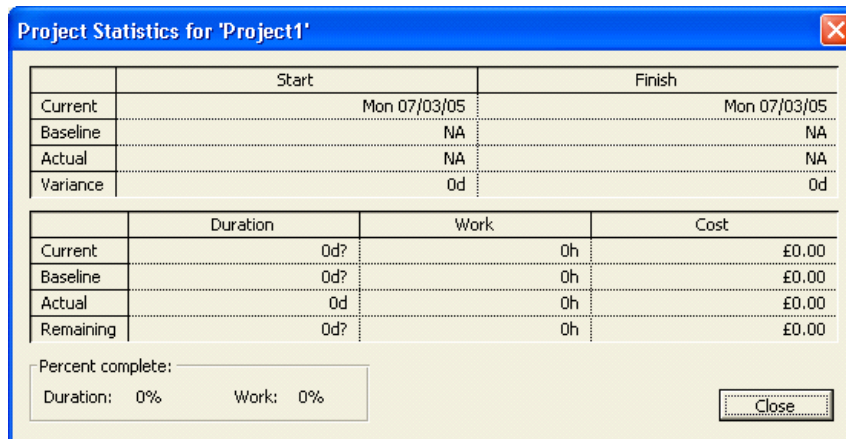 Project Statistics for 'Project1'
Start Finish
Current Mon 07/03/05 Mon 07/03/05
Baseline NA NA
Actual NA NA
Variance 0d 0d
Duration Work Cost
Current 0d? 0h £0.00
Baseline 0d? 0h £0.00
Actual 0d 0h £0.00
Remaining 0d? 0h £0.00
Percent complete:
Duration: 0% Work: 0%
Close